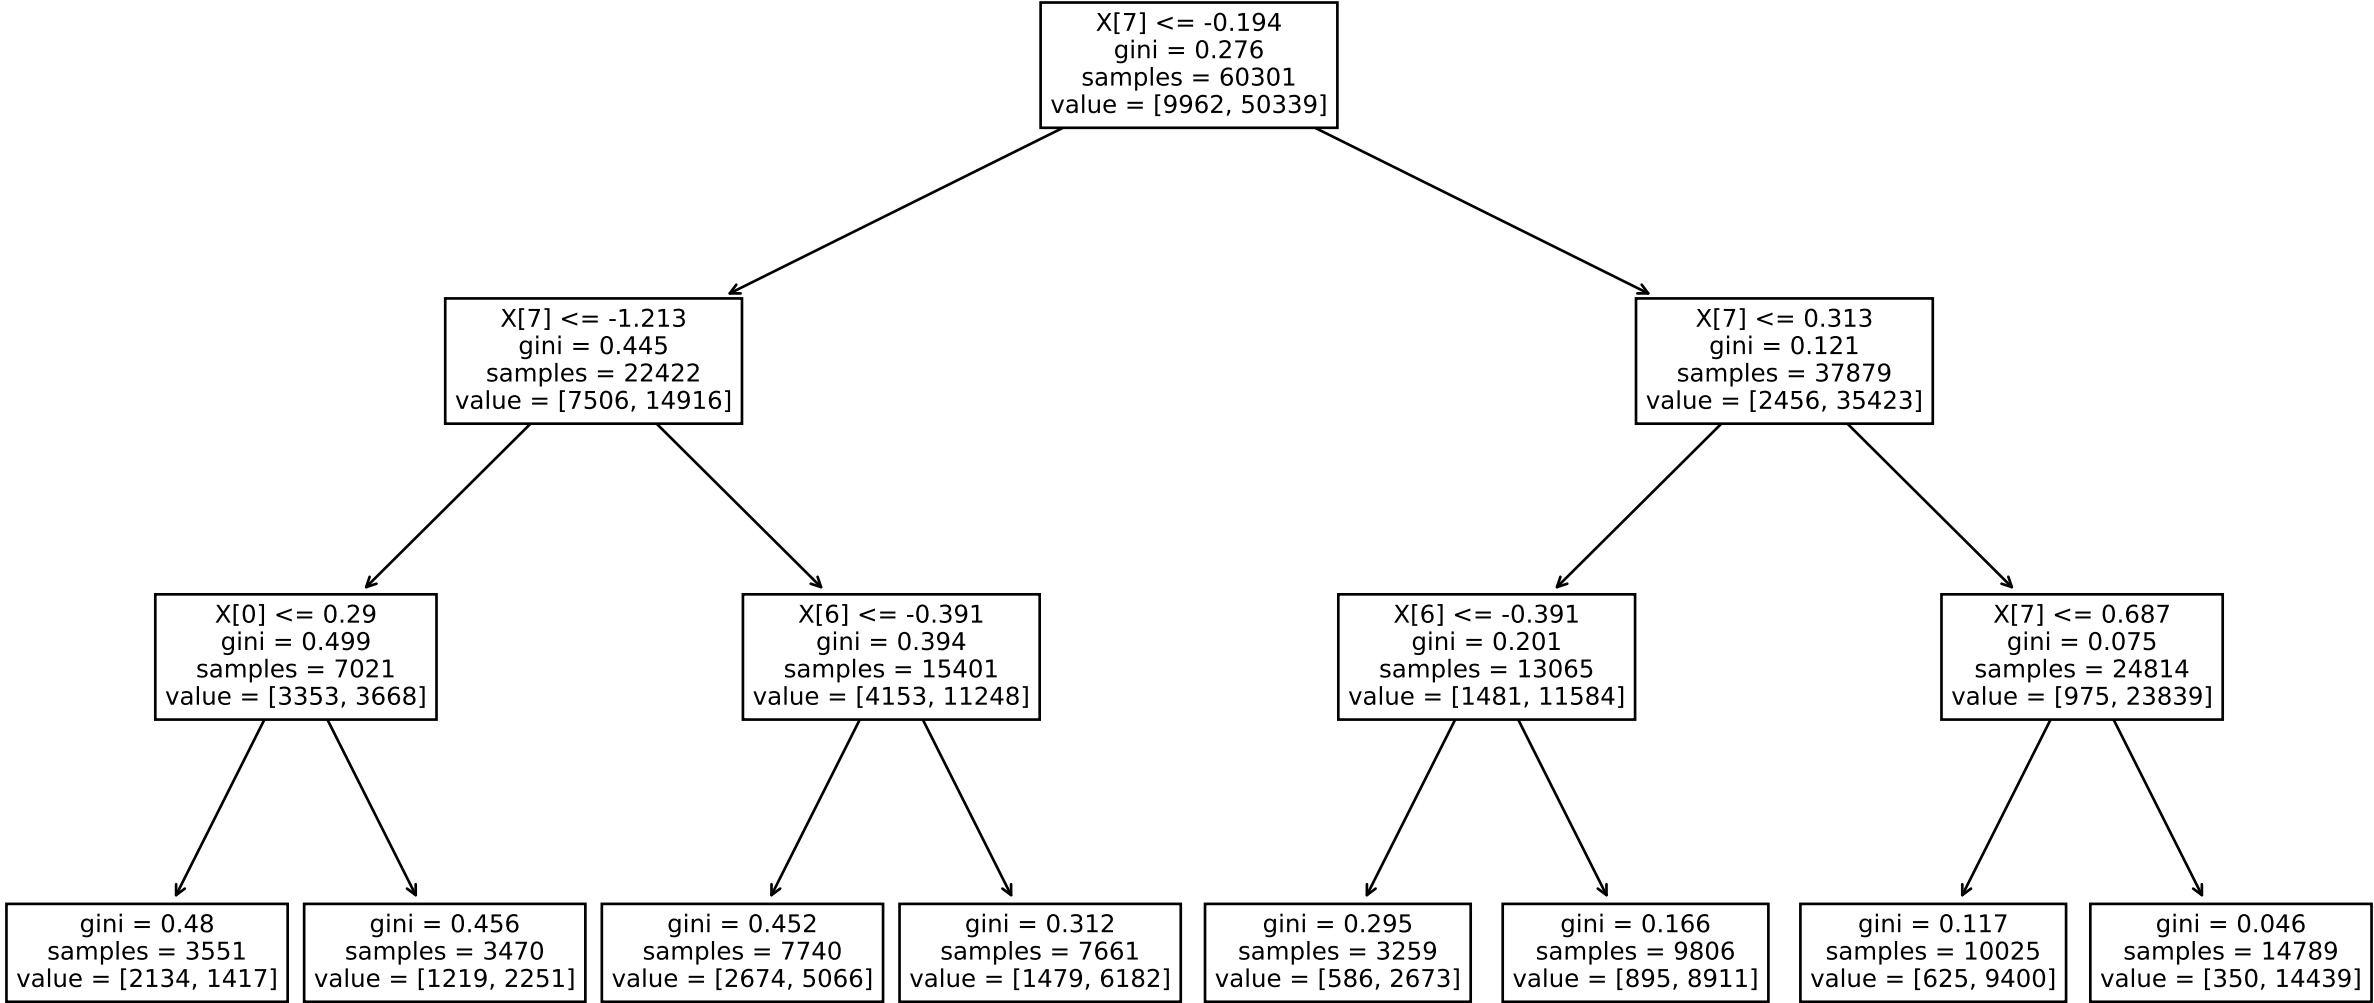 X[7] <= -0.194
gini = 0.276
samples = 60301
value = [9962, 50339]
X[7] <= -1.213
gini = 0.445
samples = 22422
value = [7506, 14916]
X[7] <= 0.313
gini = 0.121
samples = 37879
value = [2456, 35423]
X[0] <= 0.29
gini = 0.499
samples = 7021
value = [3353, 3668]
X[6] <= -0.391
gini = 0.394
samples = 15401
value = [4153, 11248]
X[6] <= -0.391
gini = 0.201
samples = 13065
value = [1481, 11584]
X[7] <= 0.687
gini = 0.075
samples = 24814
value = [975, 23839]
gini = 0.48
samples = 3551
value = [2134, 1417]
gini = 0.456
samples = 3470
value = [1219, 2251]
gini = 0.452
samples = 7740
value = [2674, 5066]
gini = 0.312
samples = 7661
value = [1479, 6182]
gini = 0.295
samples = 3259
value = [586, 2673]
gini = 0.166
samples = 9806
value = [895, 8911]
gini = 0.117
samples = 10025
value = [625, 9400]
gini = 0.046
samples = 14789
value = [350, 14439]